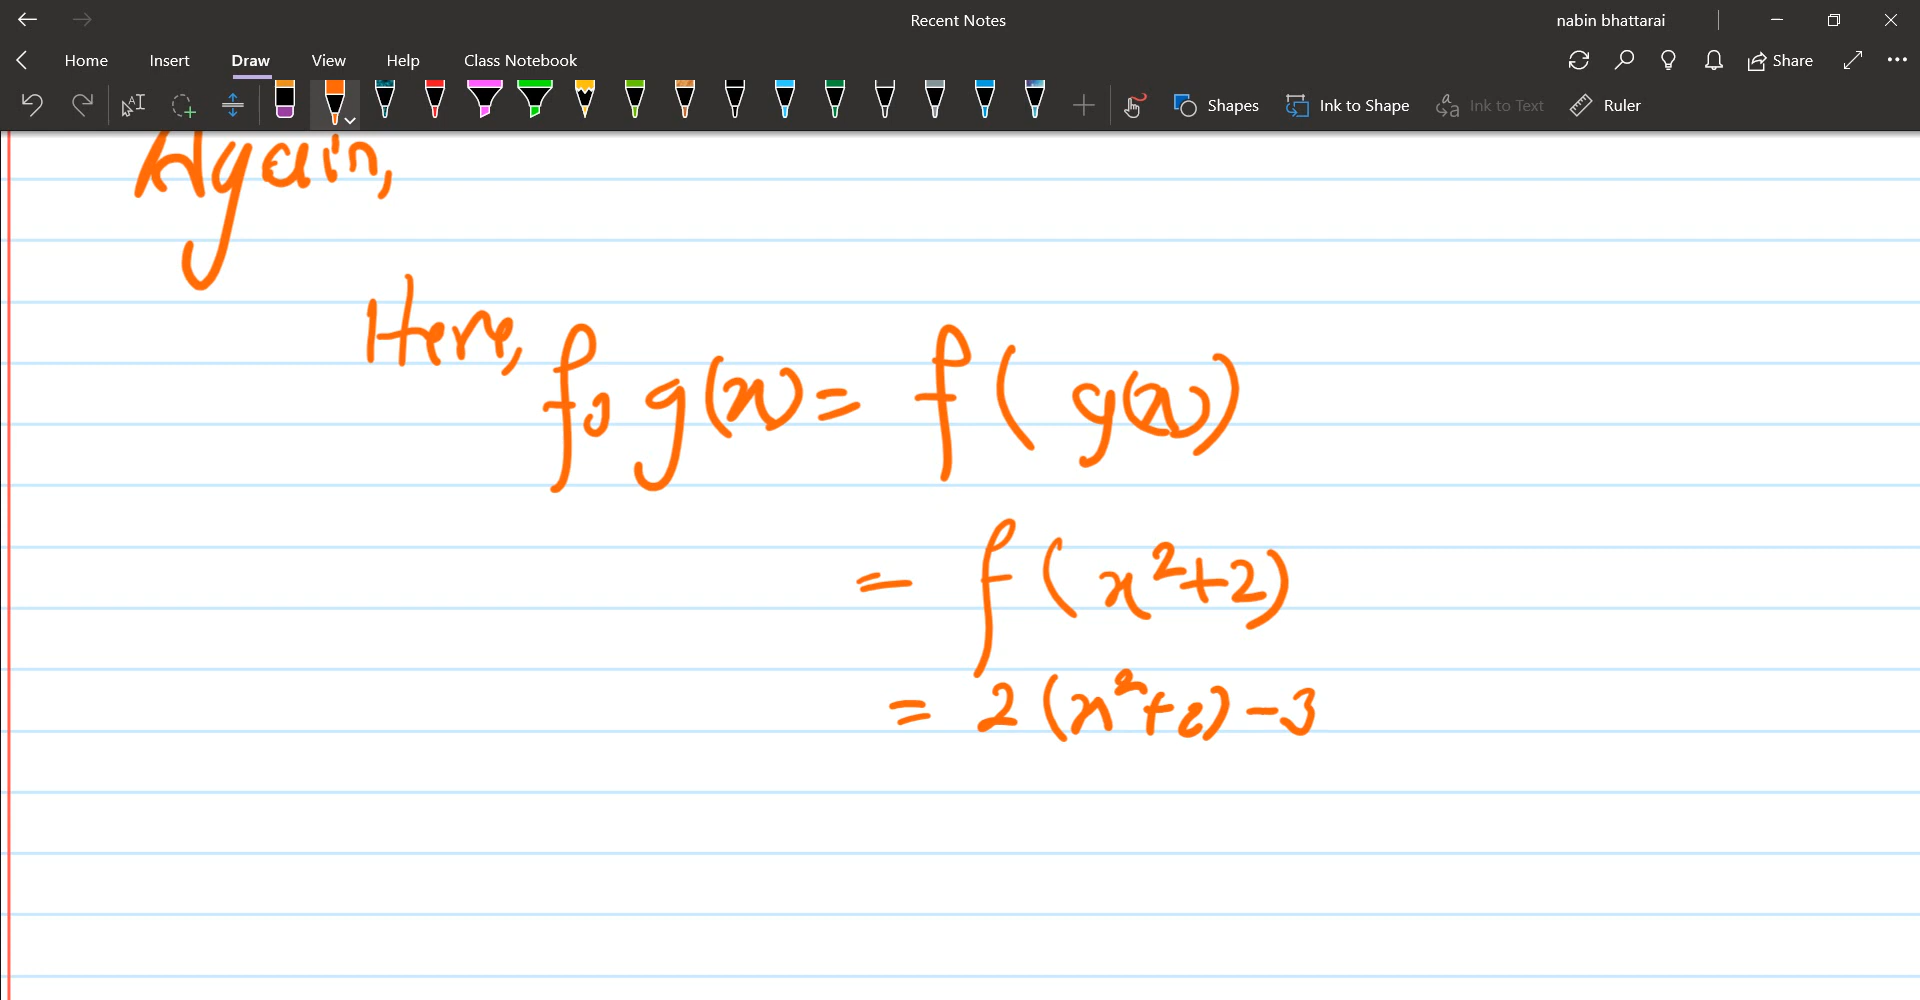 Recent Notes nabin bhattarai
Home Insert Draw View Help Class Notebook Share
Shapes Ink to Shape Ink to Text Ruler
Again,
Here, fog(x) = f(g(x))
= f(x²+2)
= 2(x²+2)-3